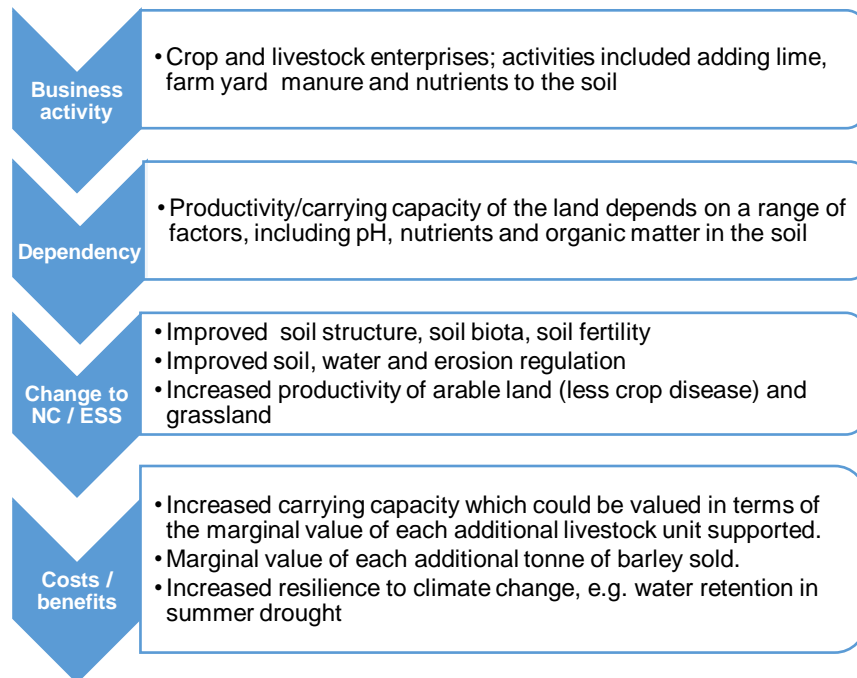 Business
activity
• Crop and livestock enterprises; activities included adding lime,
farm yard manure and nutrients to the soil
Dependency
• Productivity/carrying capacity of the land depends on a range of
factors, including pH, nutrients and organic matter in the soil
Change to
NC / ESS
• Improved soil structure, soil biota, soil fertility
• Improved soil, water and erosion regulation
• Increased productivity of arable land (less crop disease) and
grassland
Costs /
benefits
• Increased carrying capacity which could be valued in terms of
the marginal value of each additional livestock unit supported.
• Marginal value of each additional tonne of barley sold.
• Increased resilience to climate change, e.g. water retention in
summer drought